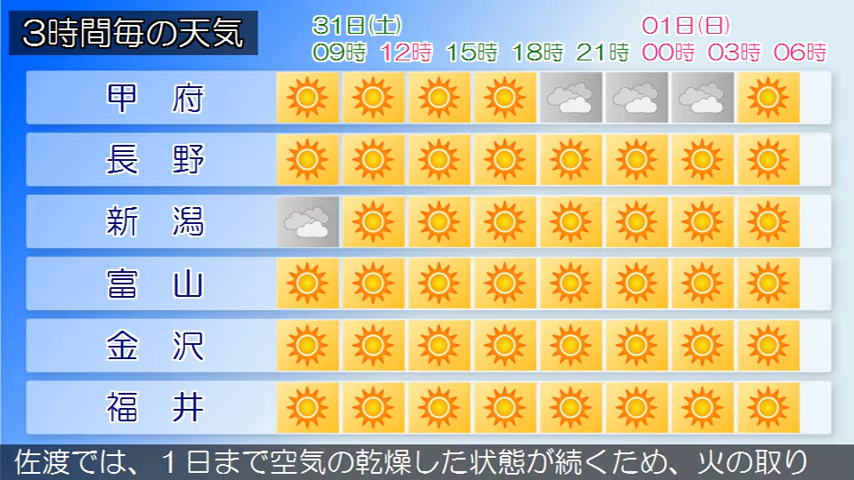 3時間毎の天気
31日(土) 01日(日)
09時 12時 15時 18時 21時 00時 03時 06時
甲府
長野
新潟
富山
金沢
福井
佐渡では、1日まで空気の乾燥した状態が続くため、火の取り